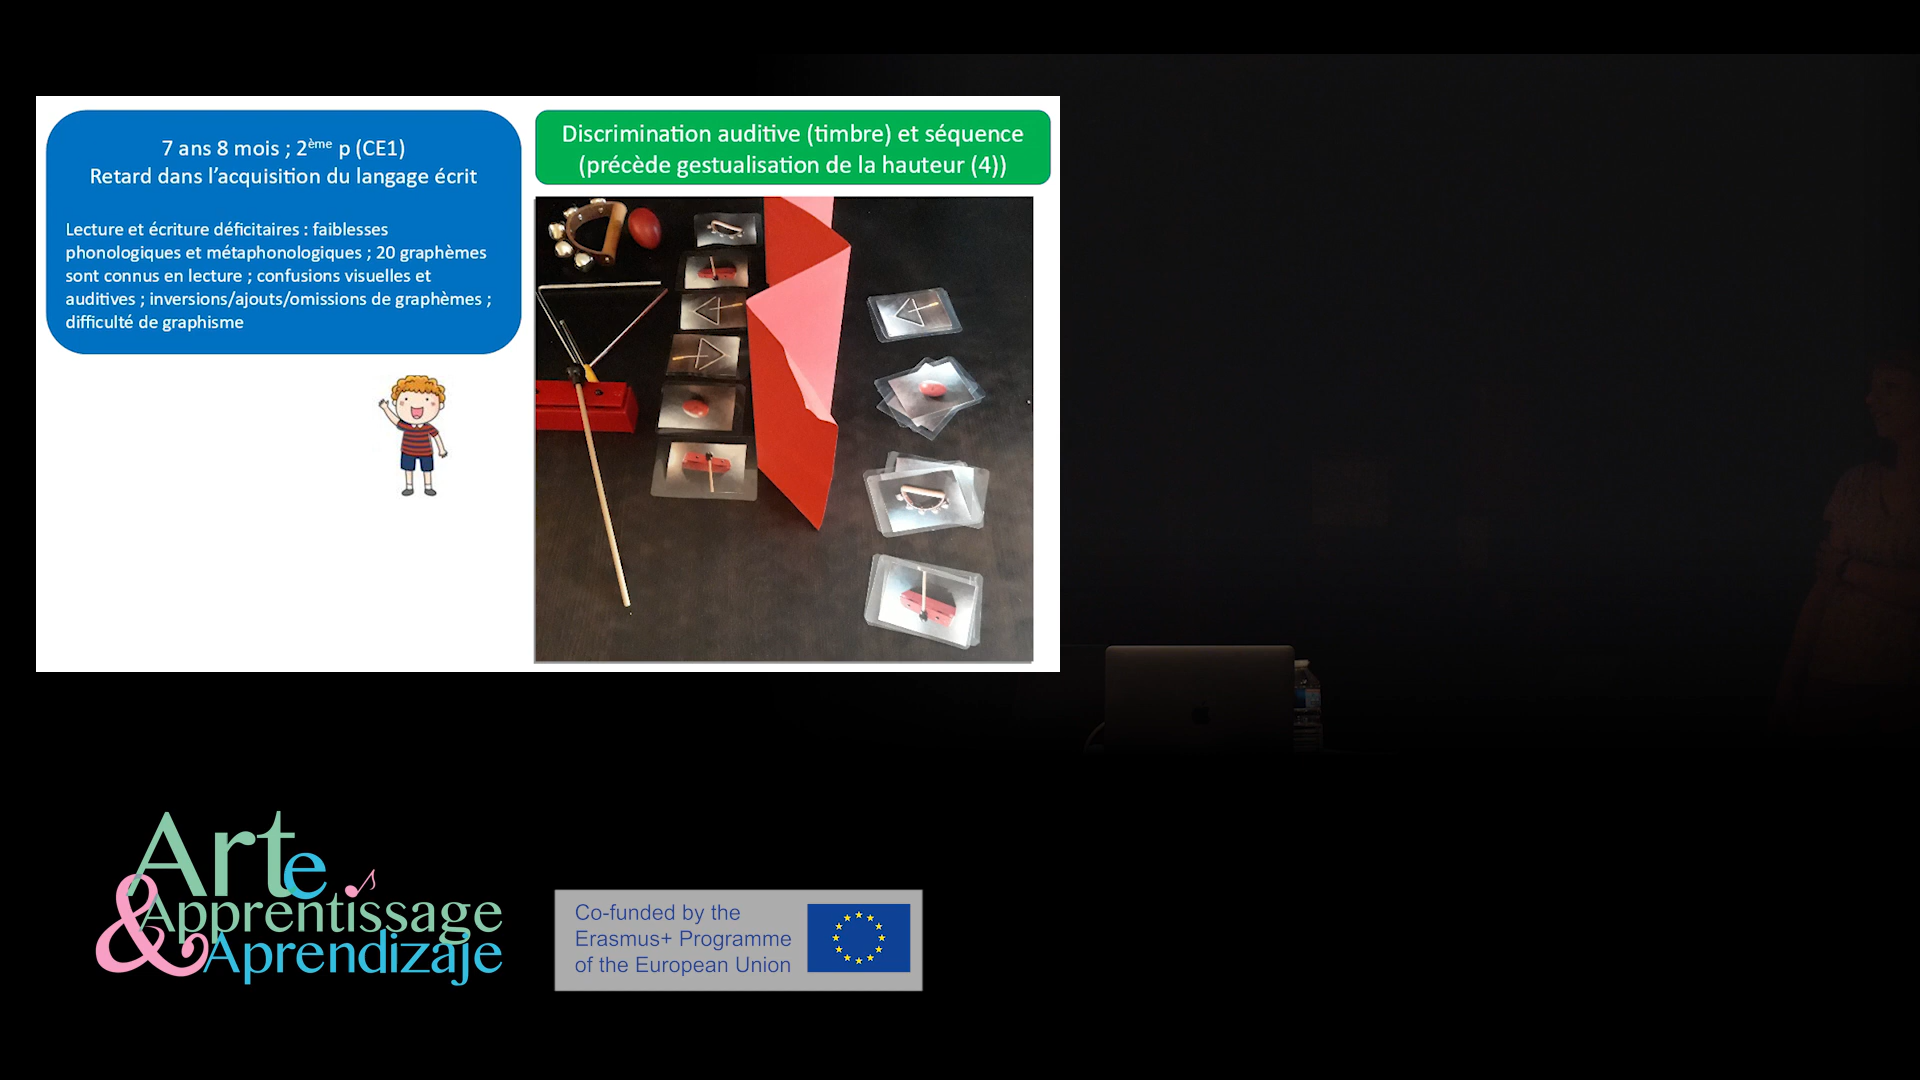 7 ans 8 mois ; 2ème p (CE1)
Retard dans l’acquisition du langage écrit
Lecture et écriture déficitaires : faiblesses
phonologiques et métaphonologiques ; 20 graphèmes
sont connus en lecture ; confusions visuelles et
auditives ; inversions/ajouts/omissions de graphèmes ;
difficulté de graphisme
Discrimination auditive (timbre) et séquence
(précède gestualisation de la hauteur (4))
Arte
&Apprentissage
Aprendizaje
Co-funded by the
Erasmus+ Programme
of the European Union